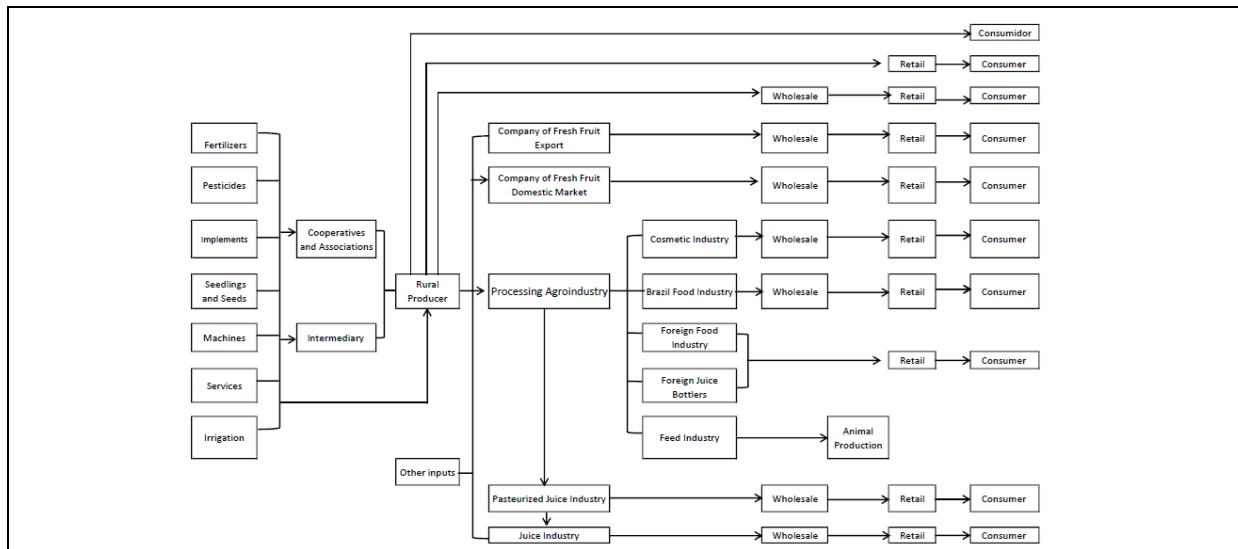 Consumidor
Retail
Consumer
Wholesale
Retail
Consumer
Fertilizers
Company of Fresh Fruit
Export
Wholesale
Retail
Consumer
Pesticides
Company of Fresh Fruit
Domestic Market
Wholesale
Retail
Consumer
Implements
Cooperatives
and Associations
Cosmetic Industry
Wholesale
Retail
Consumer
Seedlings
and Seeds
Rural
Producer
Processing Agroindustry
Brazil Food Industry
Wholesale
Retail
Consumer
Machines
Intermediary
Foreign Food
Industry
Retail
Consumer
Services
Foreign Juice
Bottlers
Irrigation
Feed Industry
Animal
Production
Other inputs
Pasteurized Juice Industry
Wholesale
Retail
Consumer
Juice Industry
Wholesale
Retail
Consumer